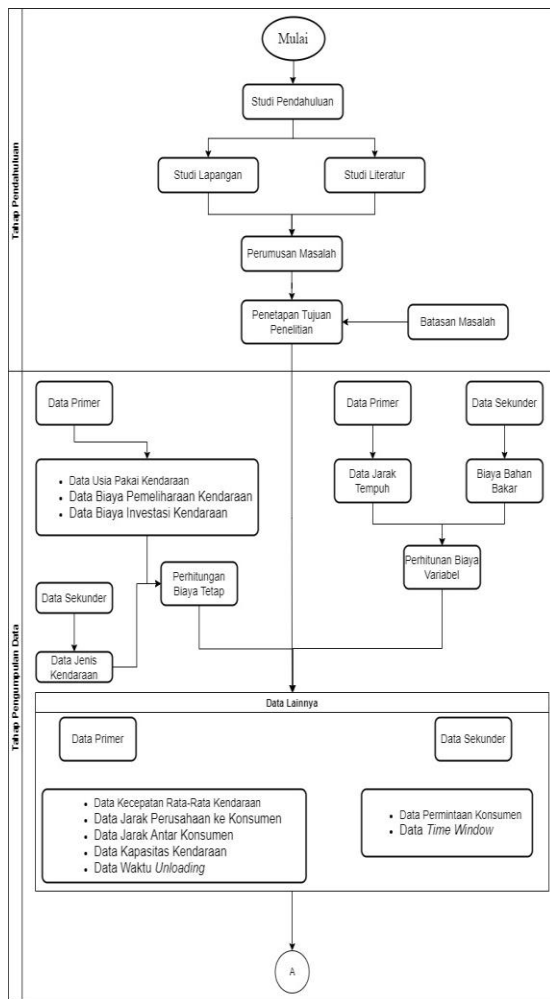 Tahap Pendahuluan
Mulai
Studi Pendahuluan
Studi Lapangan
Studi Literatur
Perumusan Masalah
Penetapan Tujuan
Penelitian
Batasan Masalah
Tahap Pengumpulan Data
Data Primer
• Data Usia Pakai Kendaraan
• Data Biaya Pemeliharaan Kendaraan
• Data Biaya Investasi Kendaraan
Data Sekunder
Data Jenis
Kendaraan
Perhitungan
Biaya Tetap
Data Primer
Data Sekunder
Data Jarak
Tempuh
Biaya Bahan
Bakar
Perhitunan Biaya
Variabel
Data Lainnya
Data Primer
Data Sekunder
• Data Kecepatan Rata-Rata Kendaraan
• Data Jarak Perusahaan ke Konsumen
• Data Jarak Antar Konsumen
• Data Kapasitas Kendaraan
• Data Waktu Unloading
• Data Permintaan Konsumen
• Data Time Window
A